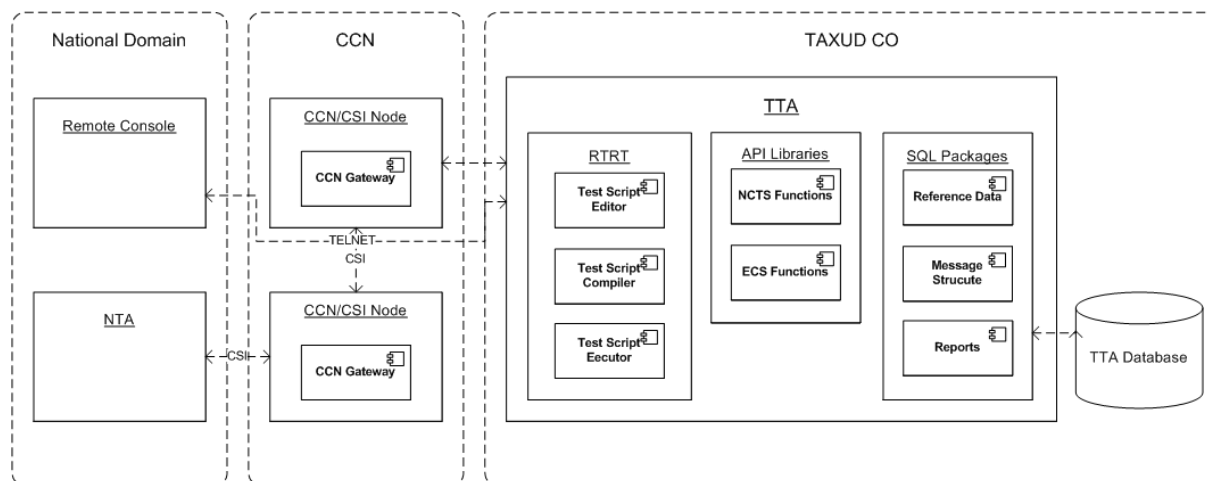 National Domain
CCN
TAXUD CO
Remote Console
NTA
CCN/CSI Node
CCN Gateway
TELNET
CSI
CCN/CSI Node
CCN Gateway
CSI
TTA
RTRT
Test Script
Editor
Test Script
Compiler
Test Script
Eecutor
API Libraries
NCTS Functions
ECS Functions
SQL Packages
Reference Data
Message
Strucute
Reports
TTA Database